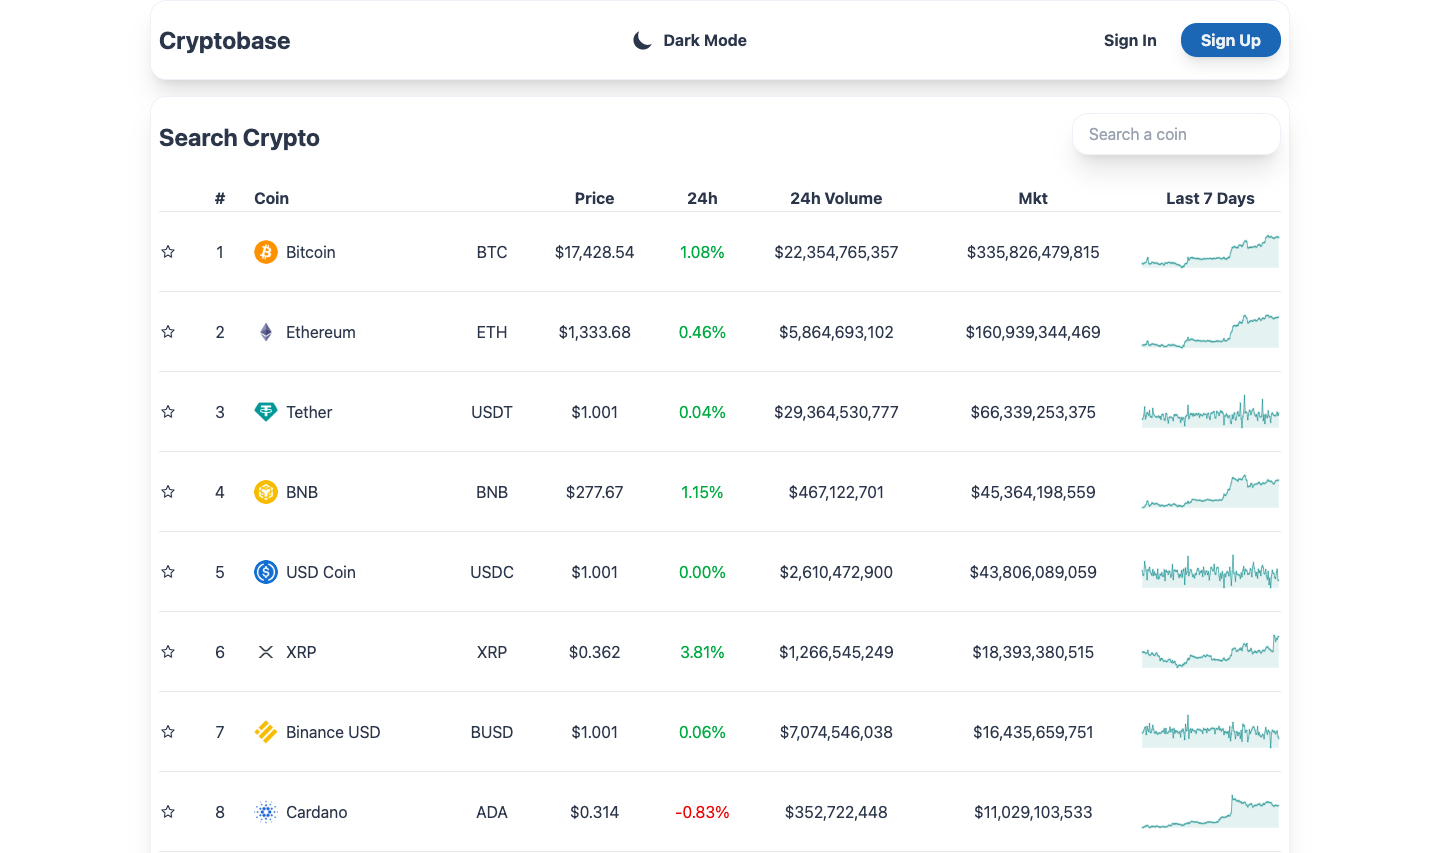 Cryptobase Dark Mode Sign In Sign Up
Search Crypto Search a coin
# Coin Price 24h 24h Volume Mkt Last 7 Days
1 Bitcoin BTC $17,428.54 1.08% $22,354,765,357 $335,826,479,815
2 Ethereum ETH $1,333.68 0.46% $5,864,693,102 $160,939,344,469
3 Tether USDT $1.001 0.04% $29,364,530,777 $66,339,253,375
4 BNB BNB $277.67 1.15% $467,122,701 $45,364,198,559
5 USD Coin USDC $1.001 0.00% $2,610,472,900 $43,806,089,059
6 XRP XRP $0.362 3.81% $1,266,545,249 $18,393,380,515
7 Binance USD BUSD $1.001 0.06% $7,074,546,038 $16,435,659,751
8 Cardano ADA $0.314 -0.83% $352,722,448 $11,029,103,533